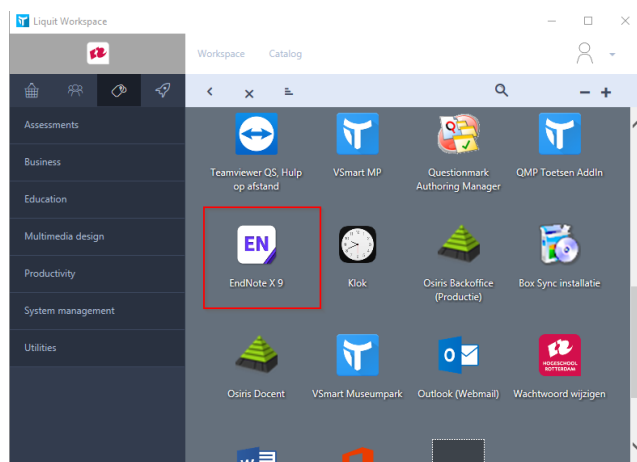 Liquit Workspace
Workspace Catalog
Assessments
Business
Education
Multimedia design
Productivity
System management
Utilities
Teamviewer QS, Hulp
op afstand
VSmart MP
Questionmark
Authoring Manager
QMP Toetsen AddIn
EN
EndNote X 9
Klok
Osiris Backoffice
(Productie)
Box Sync installatie
Osiris Docent
VSmart Museumpark
Outlook (Webmail)
HOGESCHOOL
ROTTERDAM
Wachtwoord wijzigen